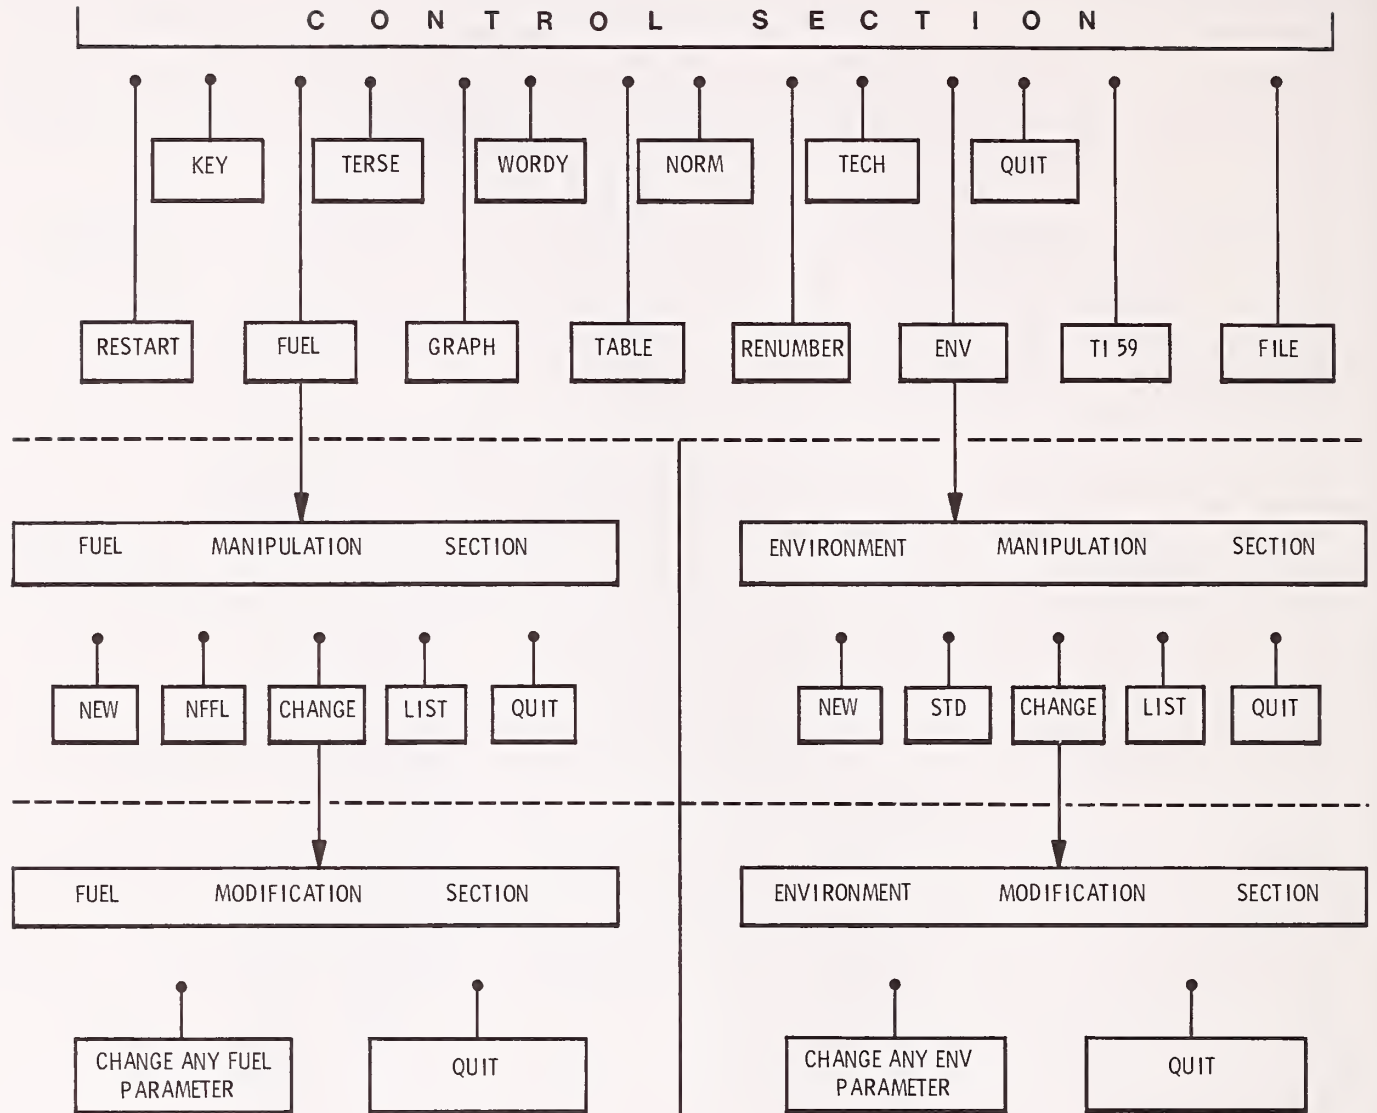 CONTROL SECTION
KEY TERSE WORDY NORM TECH QUIT
RESTART FUEL GRAPH TABLE RENUMBER ENV TI 59 FILE
FUEL MANIPULATION SECTION
ENVIRONMENT MANIPULATION SECTION
NEW NFFL CHANGE LIST QUIT
NEW STD CHANGE LIST QUIT
FUEL MODIFICATION SECTION
ENVIRONMENT MODIFICATION SECTION
CHANGE ANY FUEL
PARAMETER
QUIT
CHANGE ANY ENV
PARAMETER
QUIT